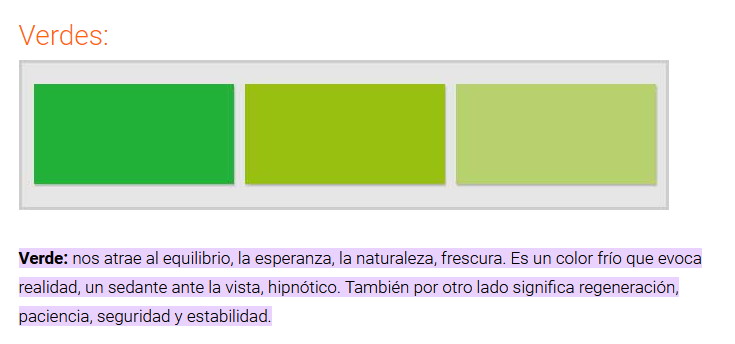 Verdes:
Verde: nos atrae al equilibrio, la esperanza, la naturaleza, frescura. Es un color frío que evoca
realidad, un sedante ante la vista, hipnótico. También por otro lado significa regeneración,
paciencia, seguridad y estabilidad.